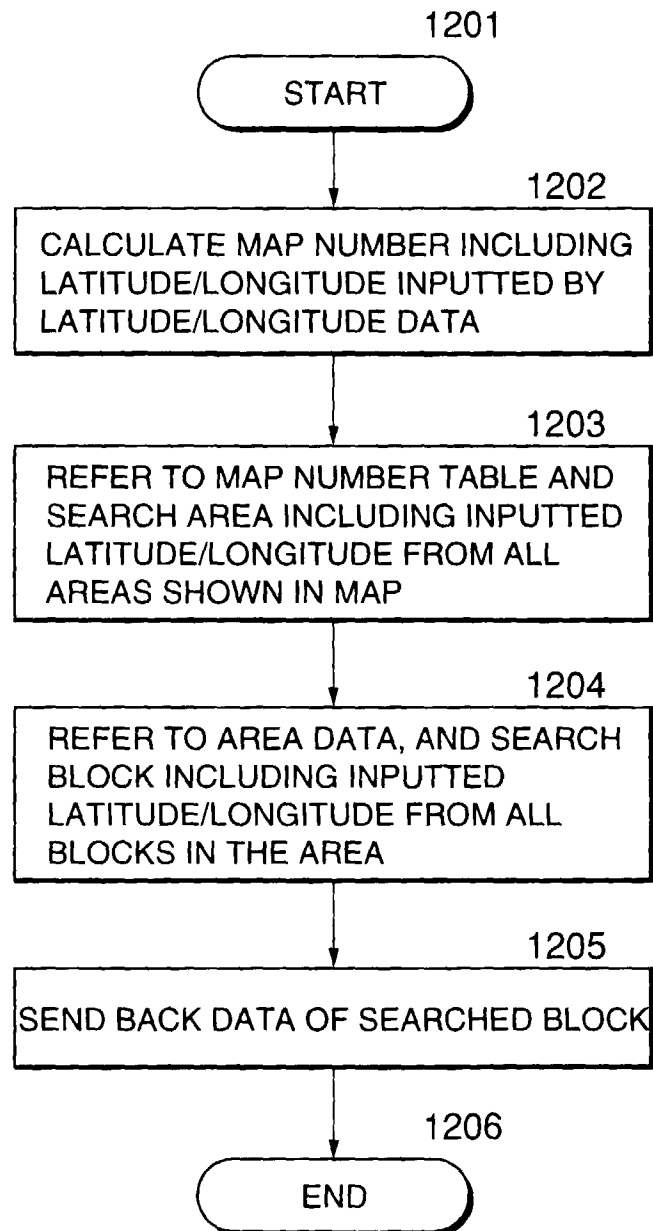 1201
START
1202
CALCULATE MAP NUMBER INCLUDING
LATITUDE/LONGITUDE INPUTTED BY
LATITUDE/LONGITUDE DATA
1203
REFER TO MAP NUMBER TABLE AND
SEARCH AREA INCLUDING INPUTTED
LATITUDE/LONGITUDE FROM ALL
AREAS SHOWN IN MAP
1204
REFER TO AREA DATA, AND SEARCH
BLOCK INCLUDING INPUTTED
LATITUDE/LONGITUDE FROM ALL
BLOCKS IN THE AREA
1205
SEND BACK DATA OF SEARCHED BLOCK
1206
END